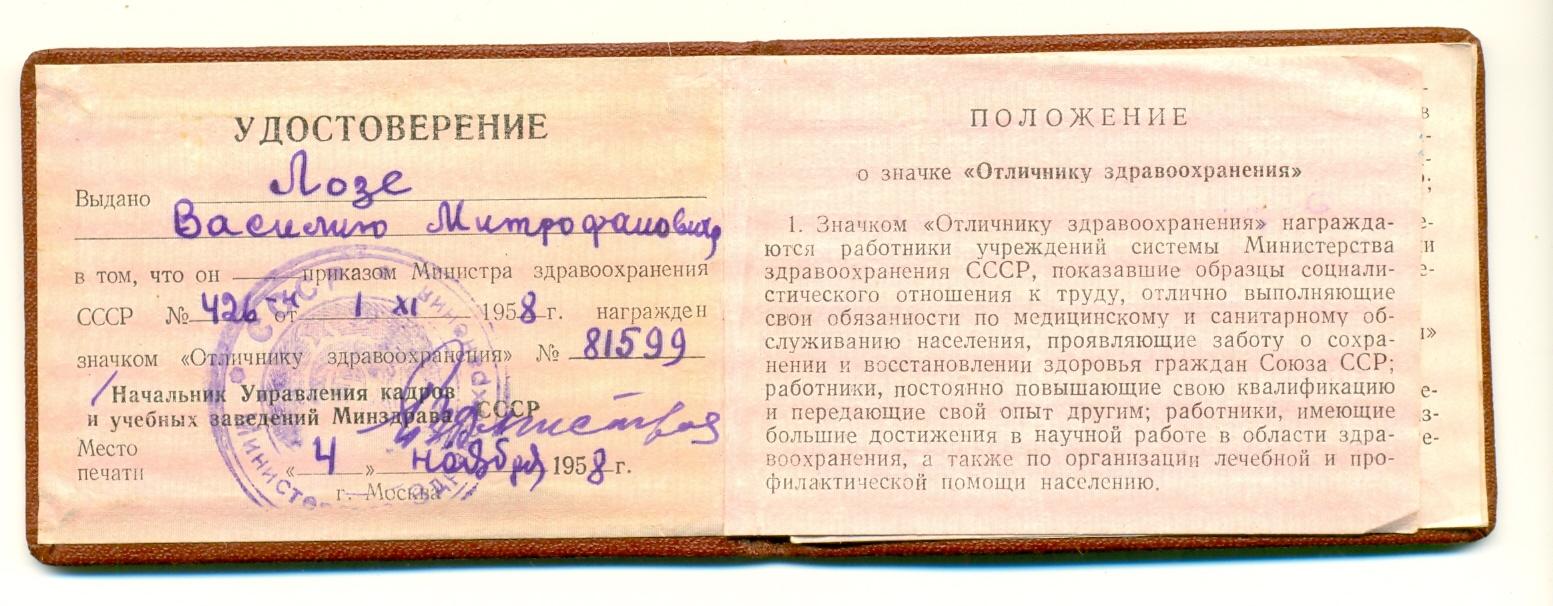 УДОСТОВЕРЕНИЕ
Выдано Лозе
Василию Митрофановичу
в том, что он приказом Министра здравоохранения
СССР № 426 от 1 XI 1958 г. награжден
значком «Отличнику здравоохранения» № 81599
Начальник Управления кадров
и учебных заведений Минздрава СССР
Место
печати «4» ноября 1958 г.
г. Москва
ПОЛОЖЕНИЕ
о значке «Отличнику здравоохранения»
1. Значком «Отличнику здравоохранения» награжда-
ются работники учреждений системы Министерства
здравоохранения СССР, показавшие образцы социали-
стического отношения к труду, отлично выполняющие
свои обязанности по медицинскому и санитарному об-
служиванию населения, проявляющие заботу о сохра-
нении и восстановлении здоровья граждан Союза ССР;
работники, постоянно повышающие свою квалификацию
и передающие свой опыт другим; работники, имеющие
большие достижения в научной работе в области здра-
воохранения, а также по организации лечебной и про-
филактической помощи населению.